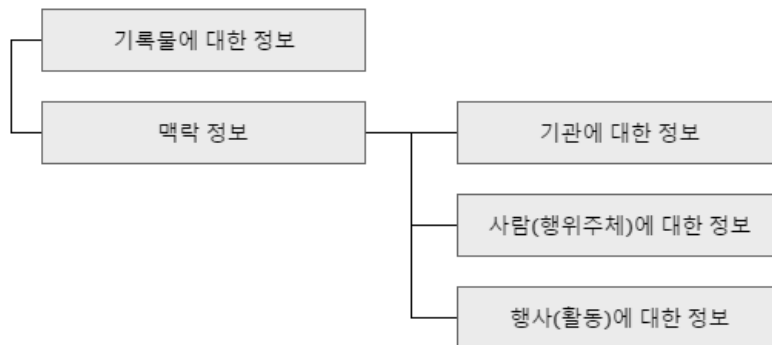 기록물에 대한 정보
맥락 정보
기관에 대한 정보
사람(행위주체)에 대한 정보
행사(활동)에 대한 정보